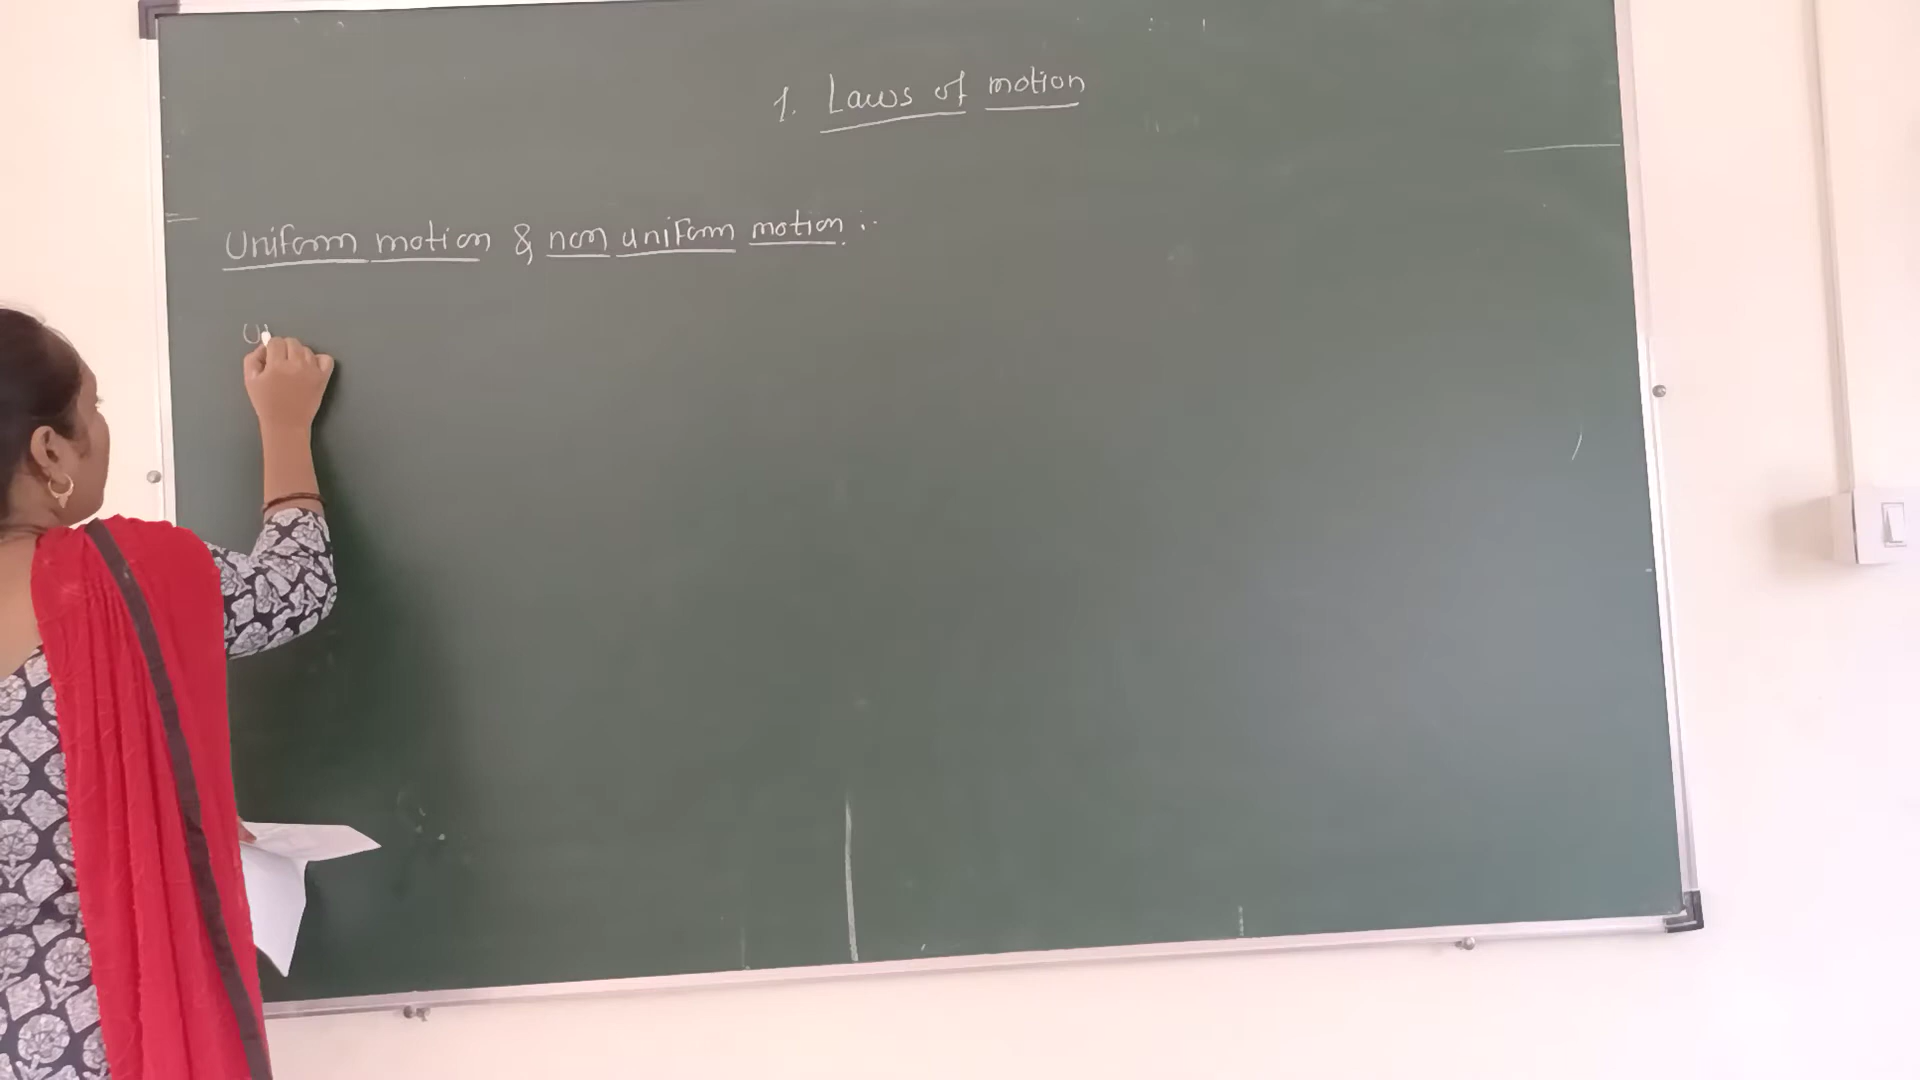 1. Laws of motion
Uniform motion & non uniform motion :-
U